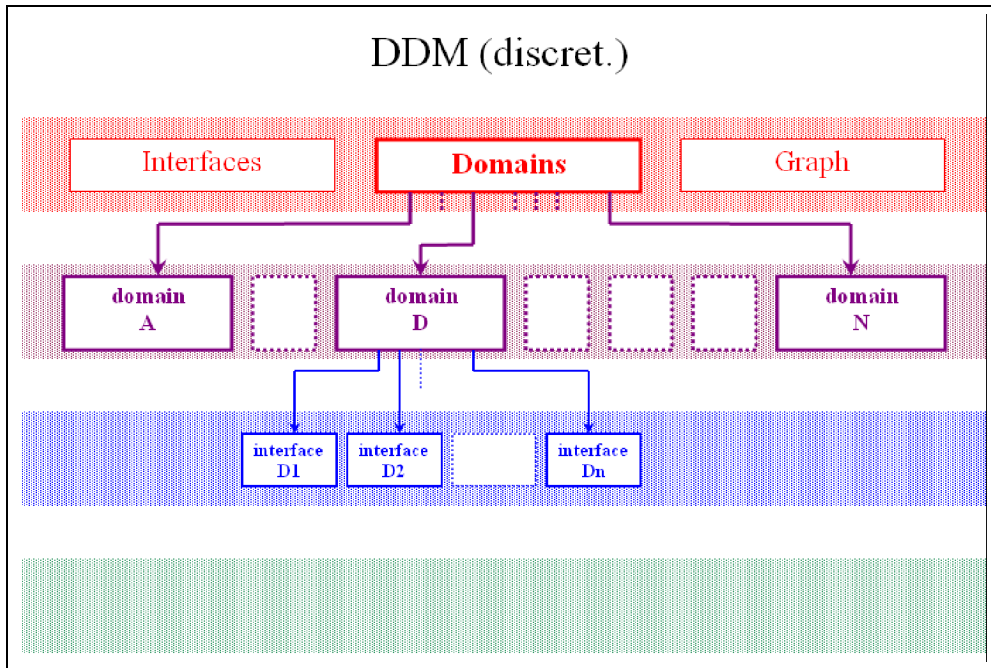 DDM (discret.)
Interfaces
Domains
Graph
domain
A
domain
D
domain
N
interface
D1
interface
D2
interface
Dn